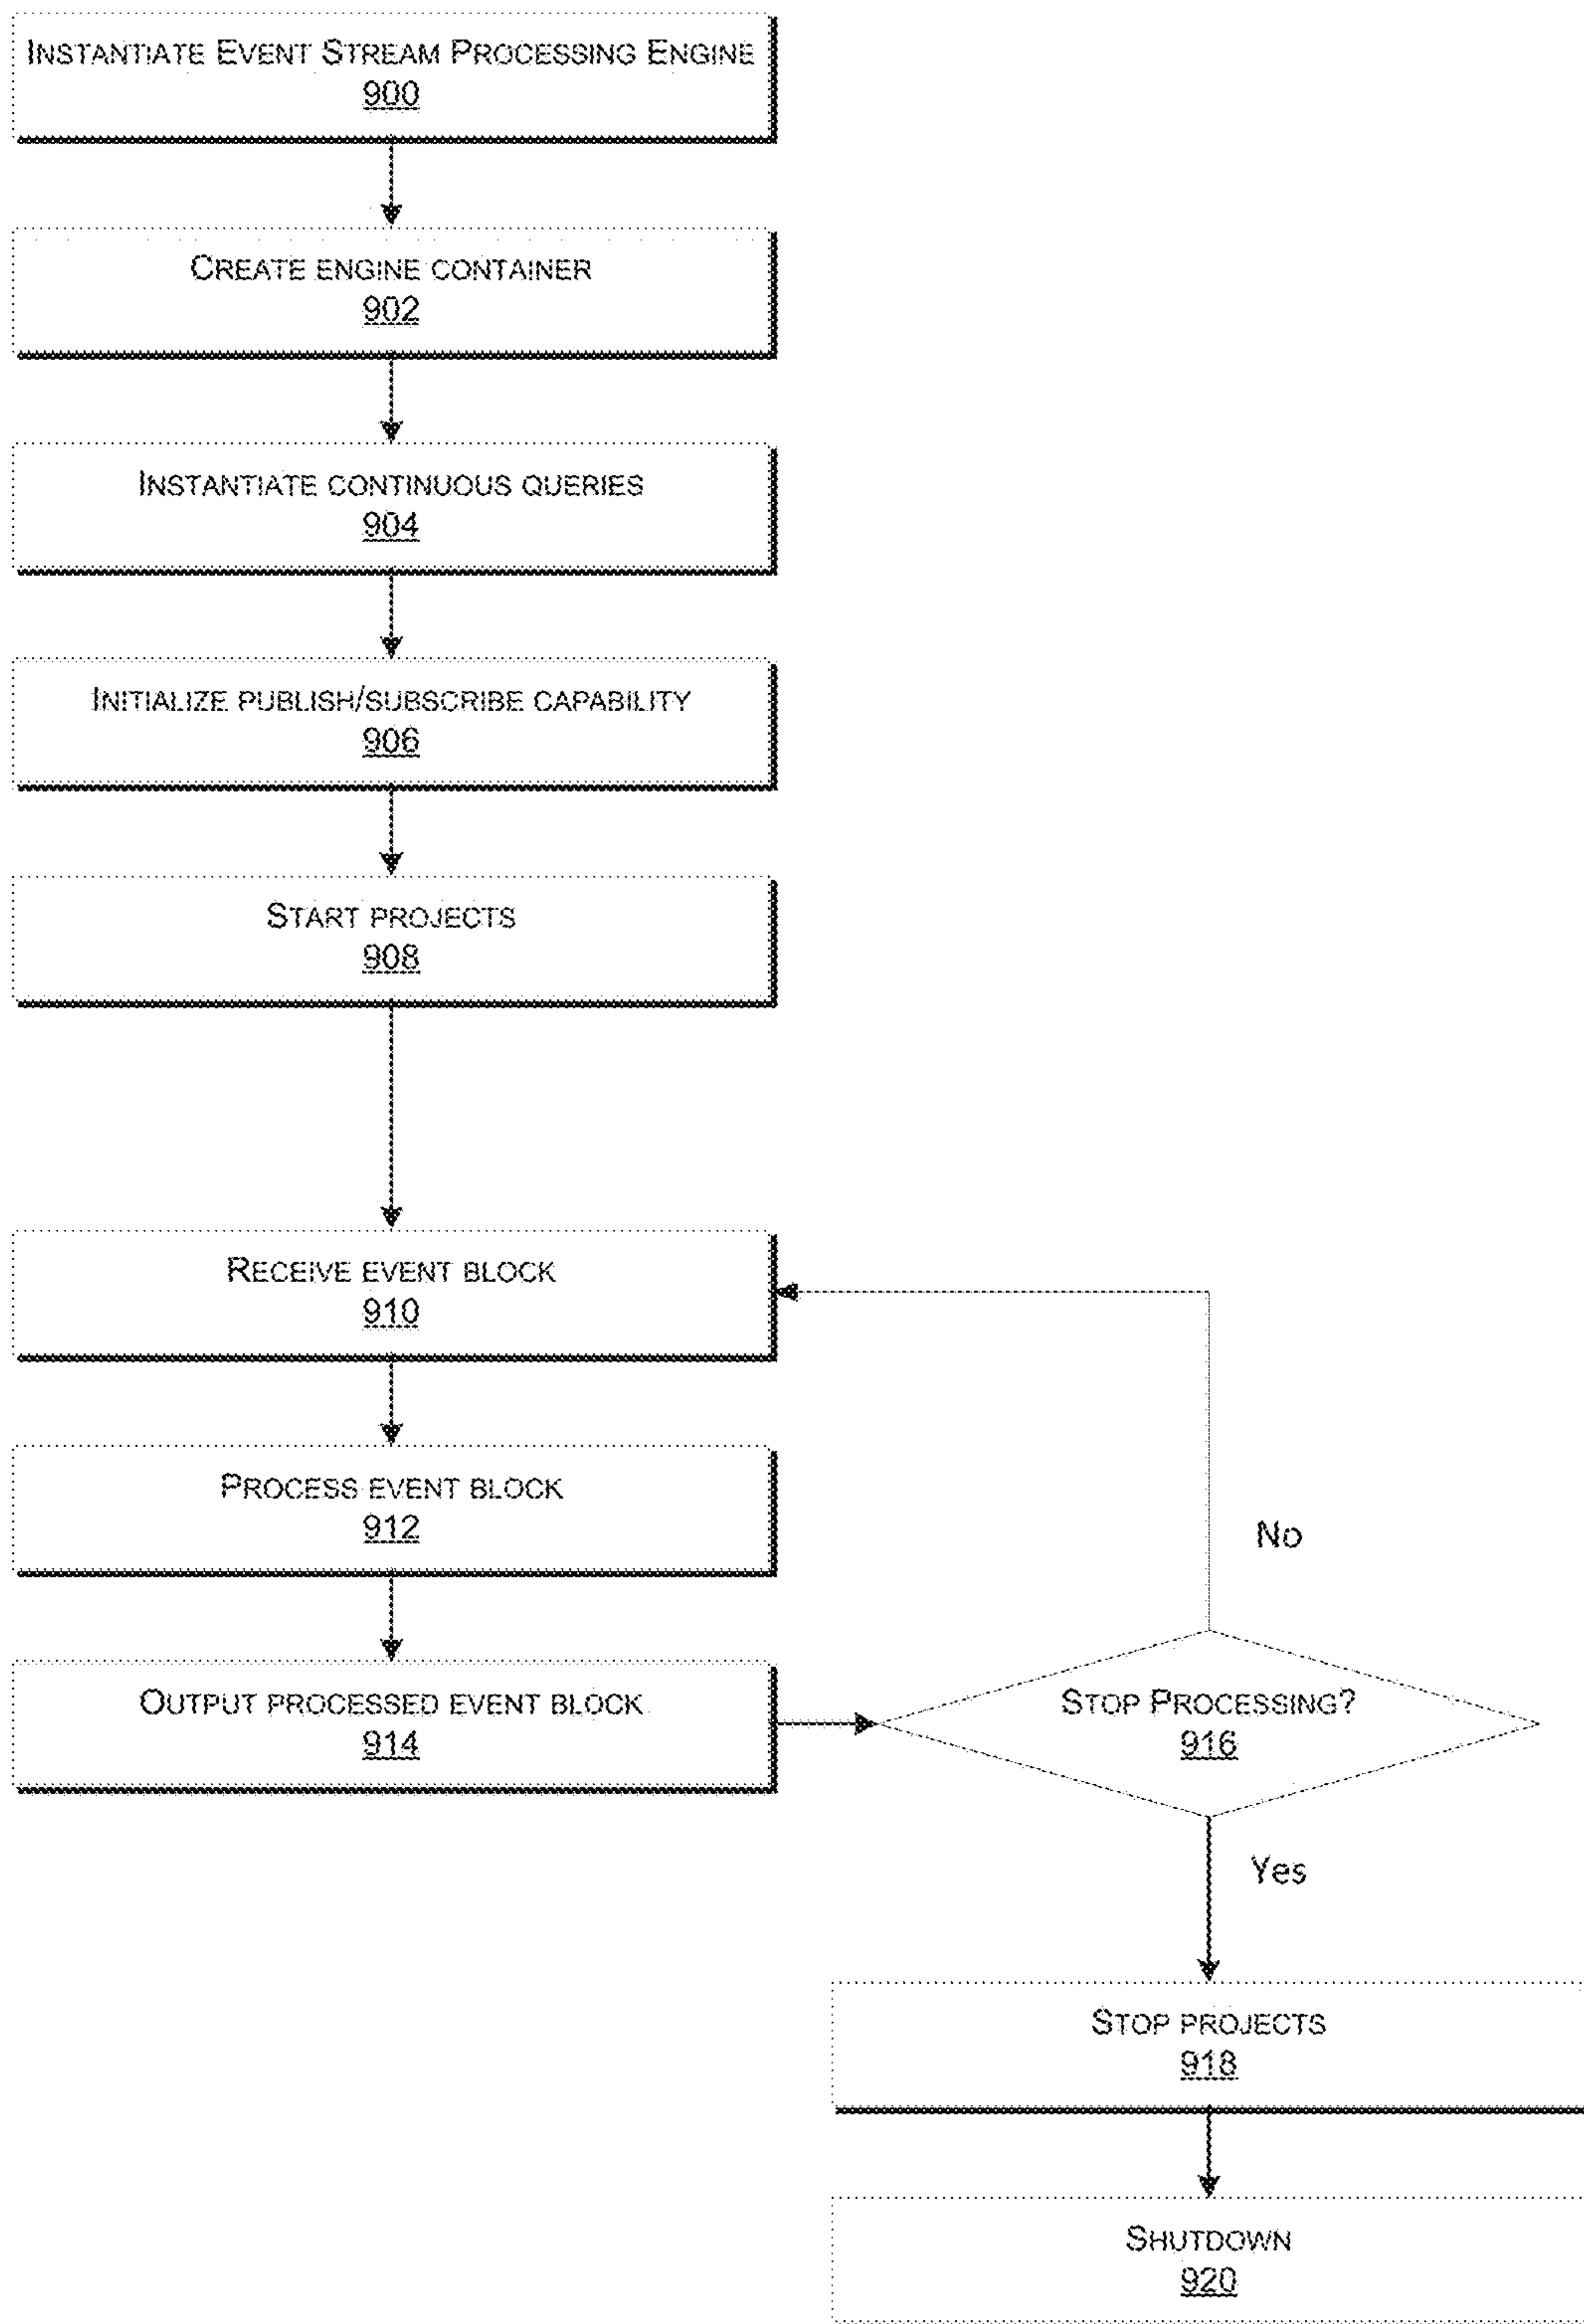 INSTANTIATE EVENT STREAM PROCESSING ENGINE
900
CREATE ENGINE CONTAINER
902
INSTANTIATE CONTINUOUS QUERIES
904
INITIALIZE PUBLISH/SUBSCRIBE CAPABILITY
906
START PROJECTS
908
RECEIVE EVENT BLOCK
910
PROCESS EVENT BLOCK
912
No
OUTPUT PROCESSED EVENT BLOCK
914
STOP PROCESSING?
916
Yes
STOP PROJECTS
918
SHUTDOWN
920